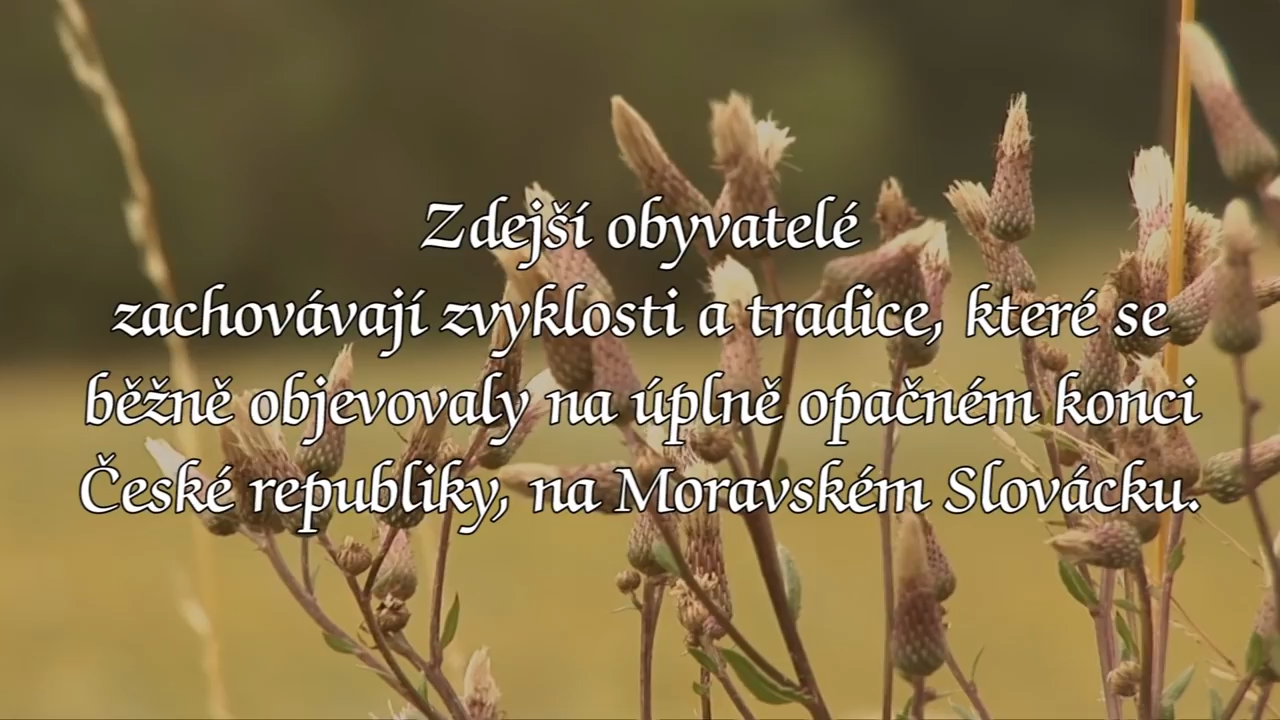 Zdejší obyvatelé
zachovávají zvyklosti a tradice, které se
běžně objevovaly na úplně opačném konci
České republiky, na Moravském Slovácku.